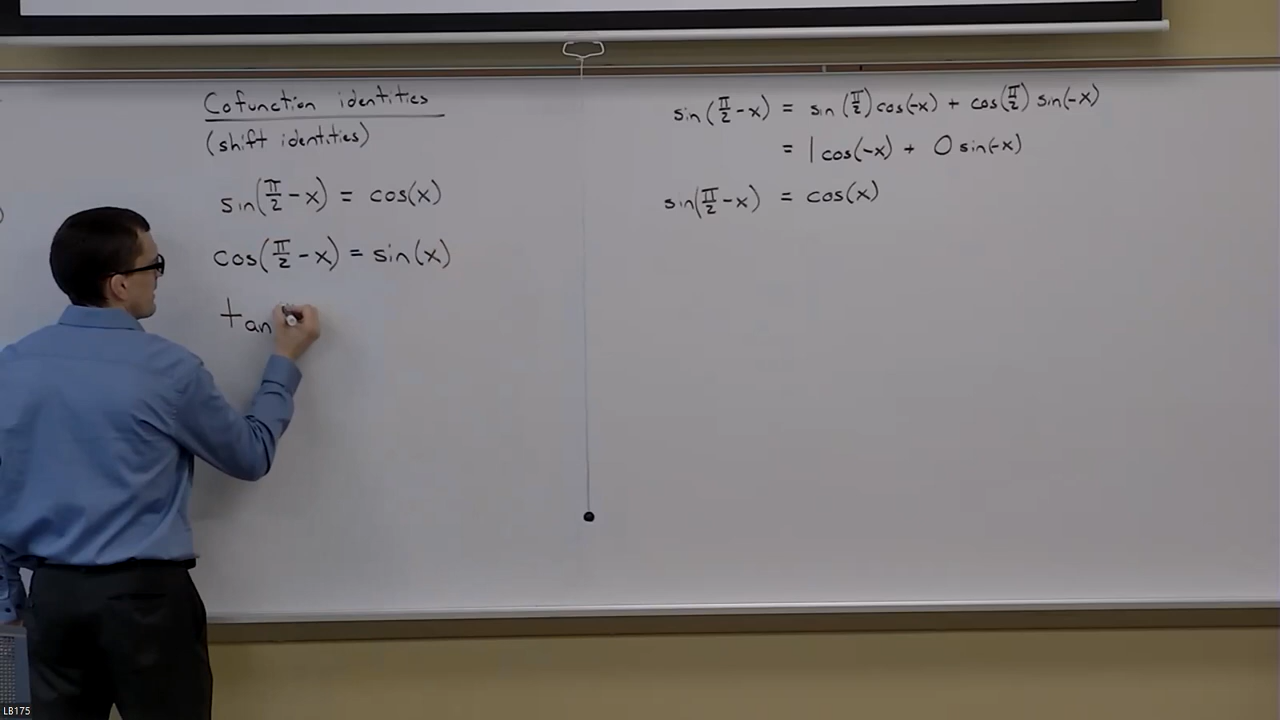 Cofunction identities
(shift identities)
sin(π/2 - x) = cos(x)
cos(π/2 - x) = sin(x)
tan
sin(π/2 - x) = sin(π/2) cos(-x) + cos(π/2) sin(-x)
= 1 cos(-x) + 0 sin(-x)
sin(π/2 - x) = cos(x)
LB175